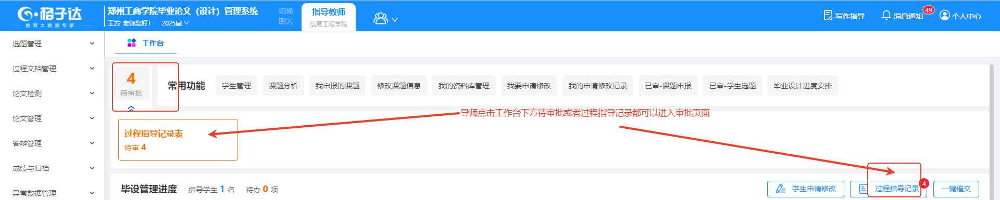 格子达
教育大数据专家
郑州工商学院毕业论文（设计）管理系统
王方 老师您好！ 2025届
切换
职务
指导教师
信息工程学院
写作指导
消息通知
49
个人中心
选题管理
过程文档管理
论文检测
论文管理
答辩管理
成绩与归档
异常数据管理
工作台
4
待审批
常用功能
学生管理
课题分析
我申报的课题
修改课题信息
我的资料库管理
我要申请修改
我的申请修改记录
已审-课题申报
已审-学生选题
毕业设计进度安排
导师点击工作台下方待审批或者过程指导记录都可以进入审批页面
过程指导记录表
待审 4
毕设管理进度 指导学生 1 名 待办 0 项
学生申请修改
过程指导记录
4
一键催交